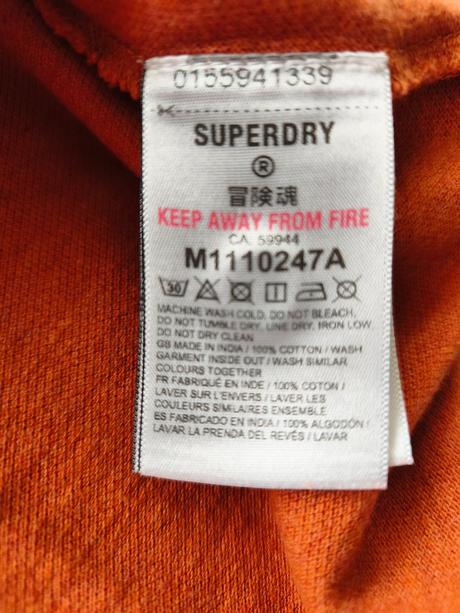 0155941339
SUPERDRY
®
冒険魂
KEEP AWAY FROM FIRE
CA. 59944
M1110247A
30
MACHINE WASH COLD, DO NOT BLEACH,
DO NOT TUMBLE DRY, LINE DRY, IRON LOW,
DO NOT DRY CLEAN
GB MADE IN INDIA / 100% COTTON / WASH
GARMENT INSIDE OUT / WASH SIMILAR
COLOURS TOGETHER
FR FABRIQUÉ EN INDE / 100% COTON /
LAVER SUR L'ENVERS / LAVER LES
COULEURS SIMILAIRES ENSEMBLE
ES FABRICADO EN INDIA / 100% ALGODÓN /
LAVAR LA PRENDA DEL REVÉS / LAVAR